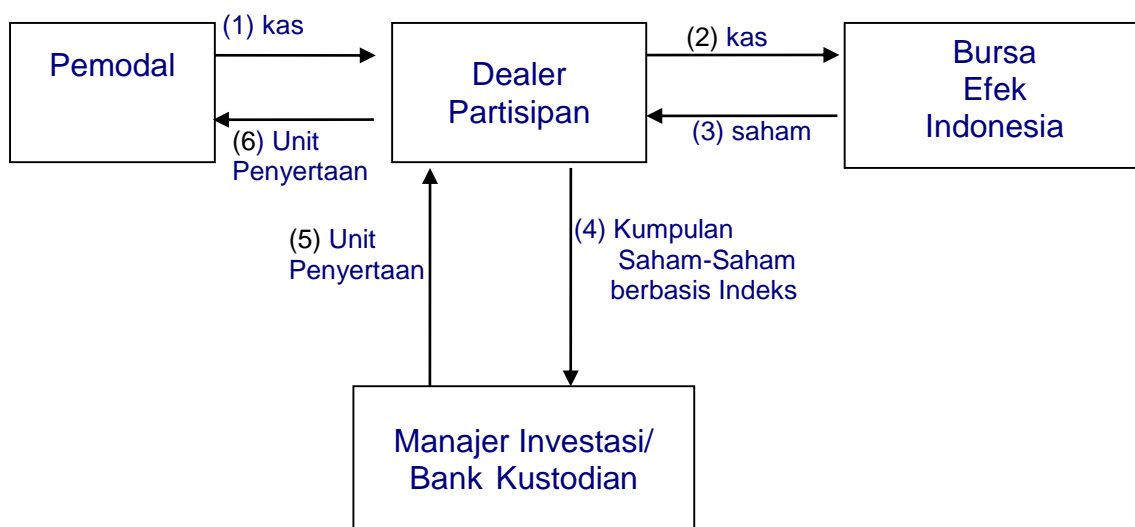 (1) kas
Pemodal
(6) Unit
Penyertaan
Dealer
Partisipan
(2) kas
(3) saham
Bursa
Efek
Indonesia
(5) Unit
Penyertaan
(4) Kumpulan
Saham-Saham
berbasis Indeks
Manajer Investasi/
Bank Kustodian